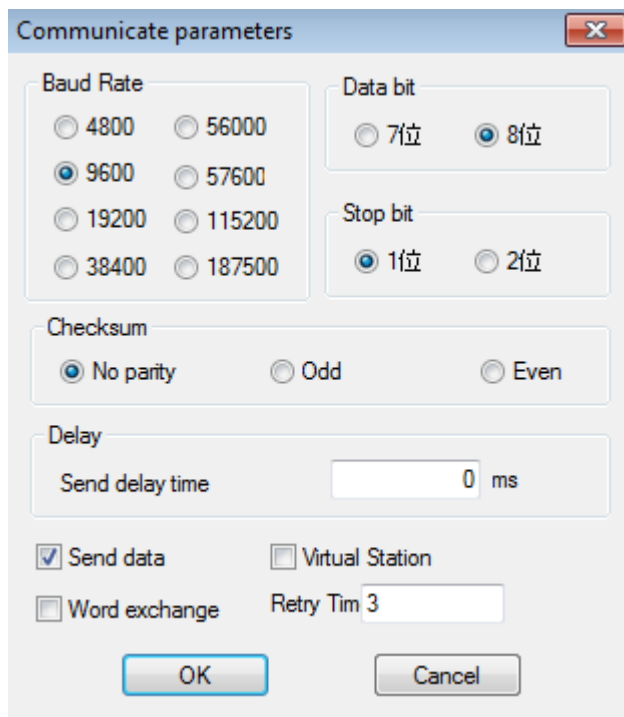 Communicate parameters
Baud Rate
4800 56000
9600 57600
19200 115200
38400 187500
Data bit
7位 8位
Stop bit
1位 2位
Checksum
No parity Odd Even
Delay
Send delay time 0 ms
Send data Virtual Station
Word exchange Retry Tim 3
OK Cancel